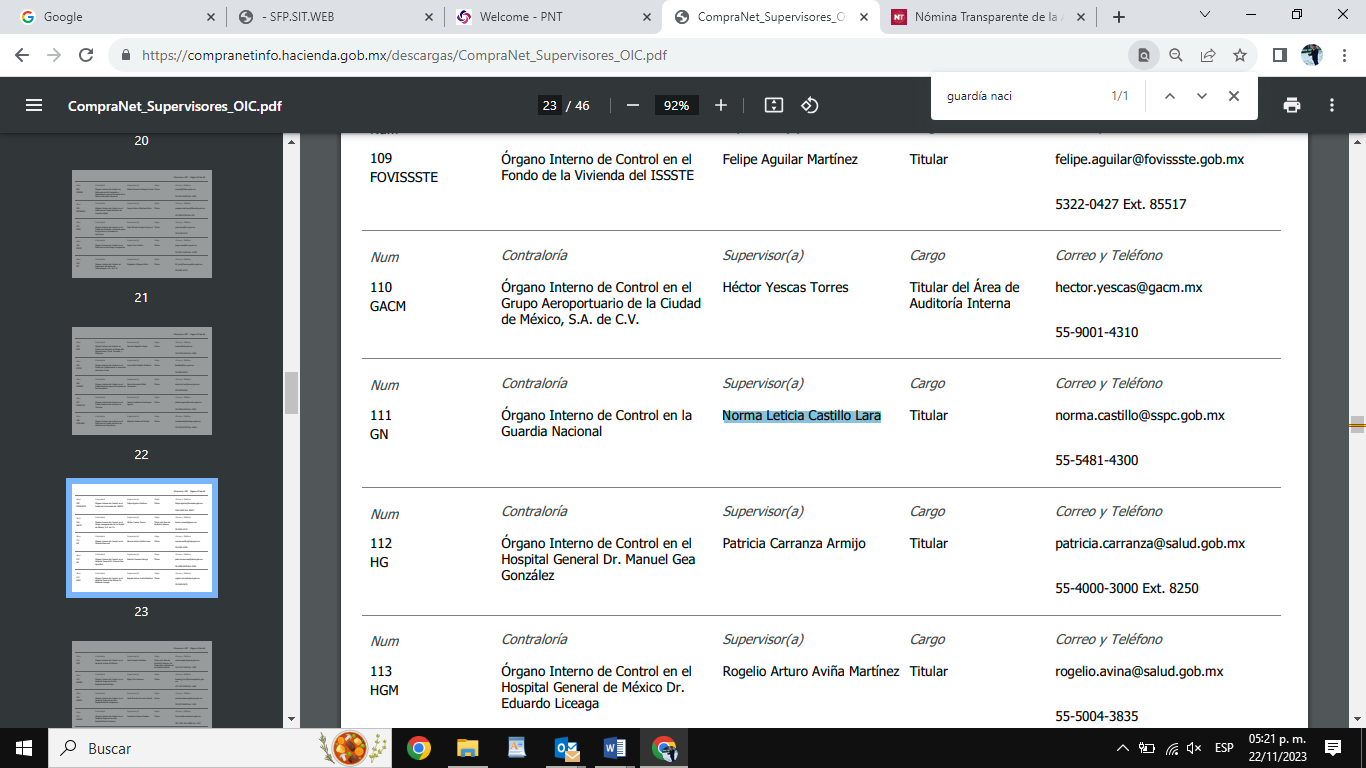 Google
- SFP.SIT.WEB
Welcome - PNT
CompraNet_Supervisores_O
Nómina Transparente de la A
https://compranetinfo.hacienda.gob.mx/descargas/CompraNet_Supervisores_OIC.pdf
CompraNet_Supervisores_OIC.pdf
23 / 46
92%
guardía naci
1/1
20
21
22
23
109
FOVISSSTE
Órgano Interno de Control en el
Fondo de la Vivienda del ISSSTE
Felipe Aguilar Martínez
Titular
felipe.aguilar@fovissste.gob.mx
5322-0427 Ext. 85517
Num
Contraloría
Supervisor(a)
Cargo
Correo y Teléfono
110
GACM
Órgano Interno de Control en el
Grupo Aeroportuario de la Ciudad
de México, S.A. de C.V.
Héctor Yescas Torres
Titular del Área de
Auditoría Interna
hector.yescas@gacm.mx
55-9001-4310
Num
Contraloría
Supervisor(a)
Cargo
Correo y Teléfono
111
GN
Órgano Interno de Control en la
Guardia Nacional
Norma Leticia Castillo Lara
Titular
norma.castillo@sspc.gob.mx
55-5481-4300
Num
Contraloría
Supervisor(a)
Cargo
Correo y Teléfono
112
HG
Órgano Interno de Control en el
Hospital General Dr. Manuel Gea
González
Patricia Carranza Armijo
Titular
patricia.carranza@salud.gob.mx
55-4000-3000 Ext. 8250
Num
Contraloría
Supervisor(a)
Cargo
Correo y Teléfono
113
HGM
Órgano Interno de Control en el
Hospital General de México Dr.
Eduardo Liceaga
Rogelio Arturo Aviña Martínez
Titular
rogelio.avina@salud.gob.mx
55-5004-3835
Buscar
ESP
05:21 p. m.
22/11/2023